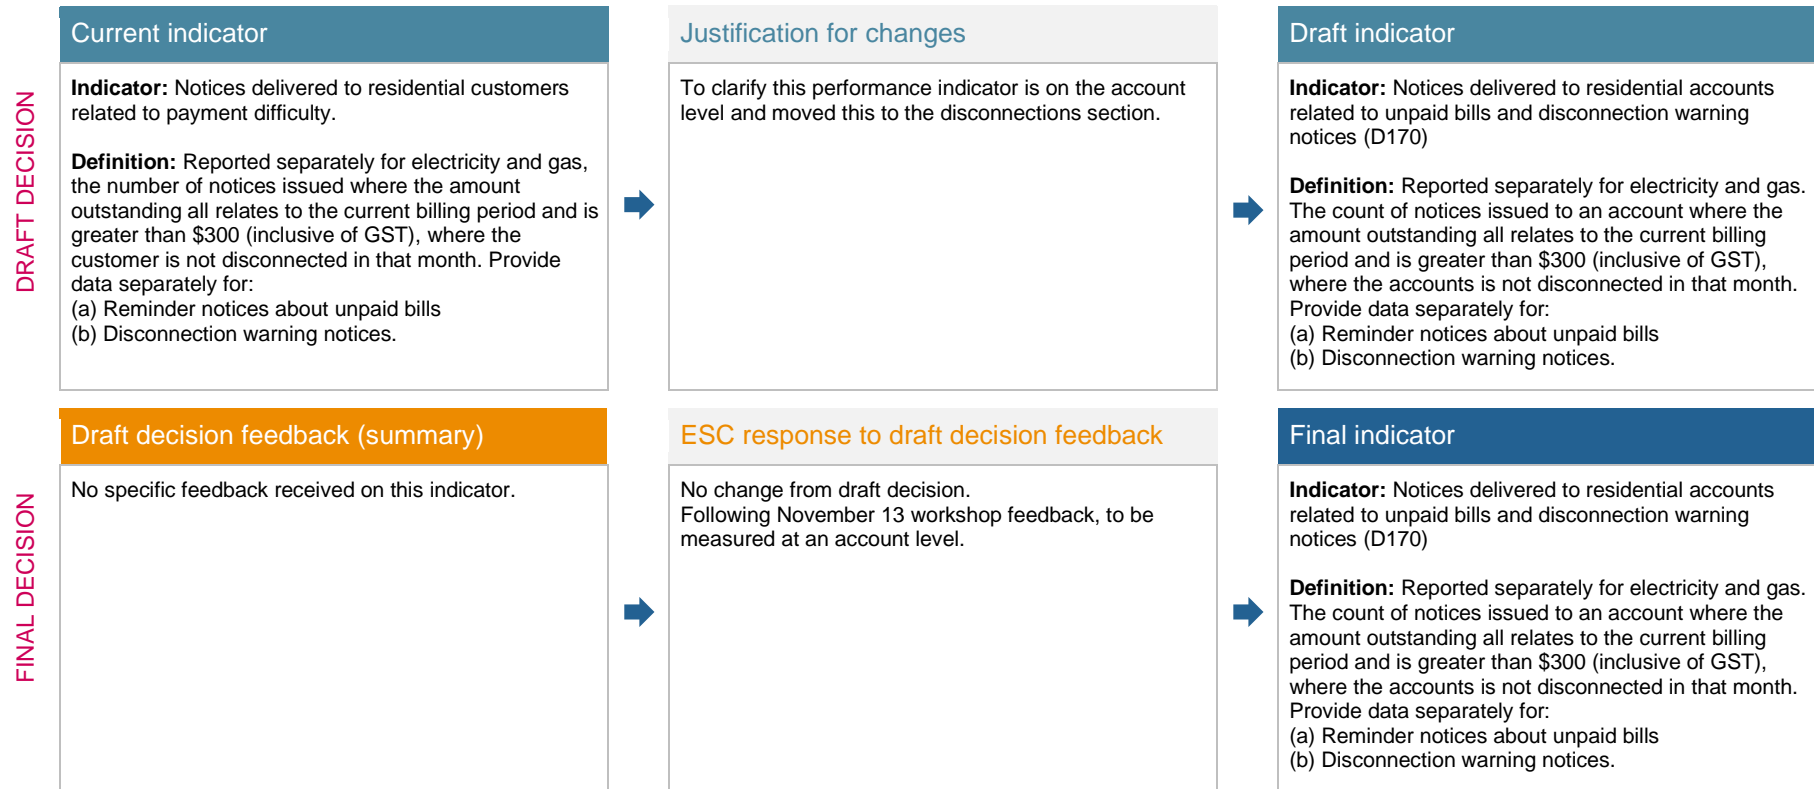 DRAFT DECISION
Current indicator
Indicator: Notices delivered to residential customers
related to payment difficulty.
Definition: Reported separately for electricity and gas,
the number of notices issued where the amount
outstanding all relates to the current billing period and is
greater than $300 (inclusive of GST), where the
customer is not disconnected in that month. Provide
data separately for:
(a) Reminder notices about unpaid bills
(b) Disconnection warning notices.
Justification for changes
To clarify this performance indicator is on the account
level and moved this to the disconnections section.
Draft indicator
Indicator: Notices delivered to residential accounts
related to unpaid bills and disconnection warning
notices (D170)
Definition: Reported separately for electricity and gas.
The count of notices issued to an account where the
amount outstanding all relates to the current billing
period and is greater than $300 (inclusive of GST),
where the accounts is not disconnected in that month.
Provide data separately for:
(a) Reminder notices about unpaid bills
(b) Disconnection warning notices.
FINAL DECISION
Draft decision feedback (summary)
No specific feedback received on this indicator.
ESC response to draft decision feedback
No change from draft decision.
Following November 13 workshop feedback, to be
measured at an account level.
Final indicator
Indicator: Notices delivered to residential accounts
related to unpaid bills and disconnection warning
notices (D170)
Definition: Reported separately for electricity and gas.
The count of notices issued to an account where the
amount outstanding all relates to the current billing
period and is greater than $300 (inclusive of GST),
where the accounts is not disconnected in that month.
Provide data separately for:
(a) Reminder notices about unpaid bills
(b) Disconnection warning notices.